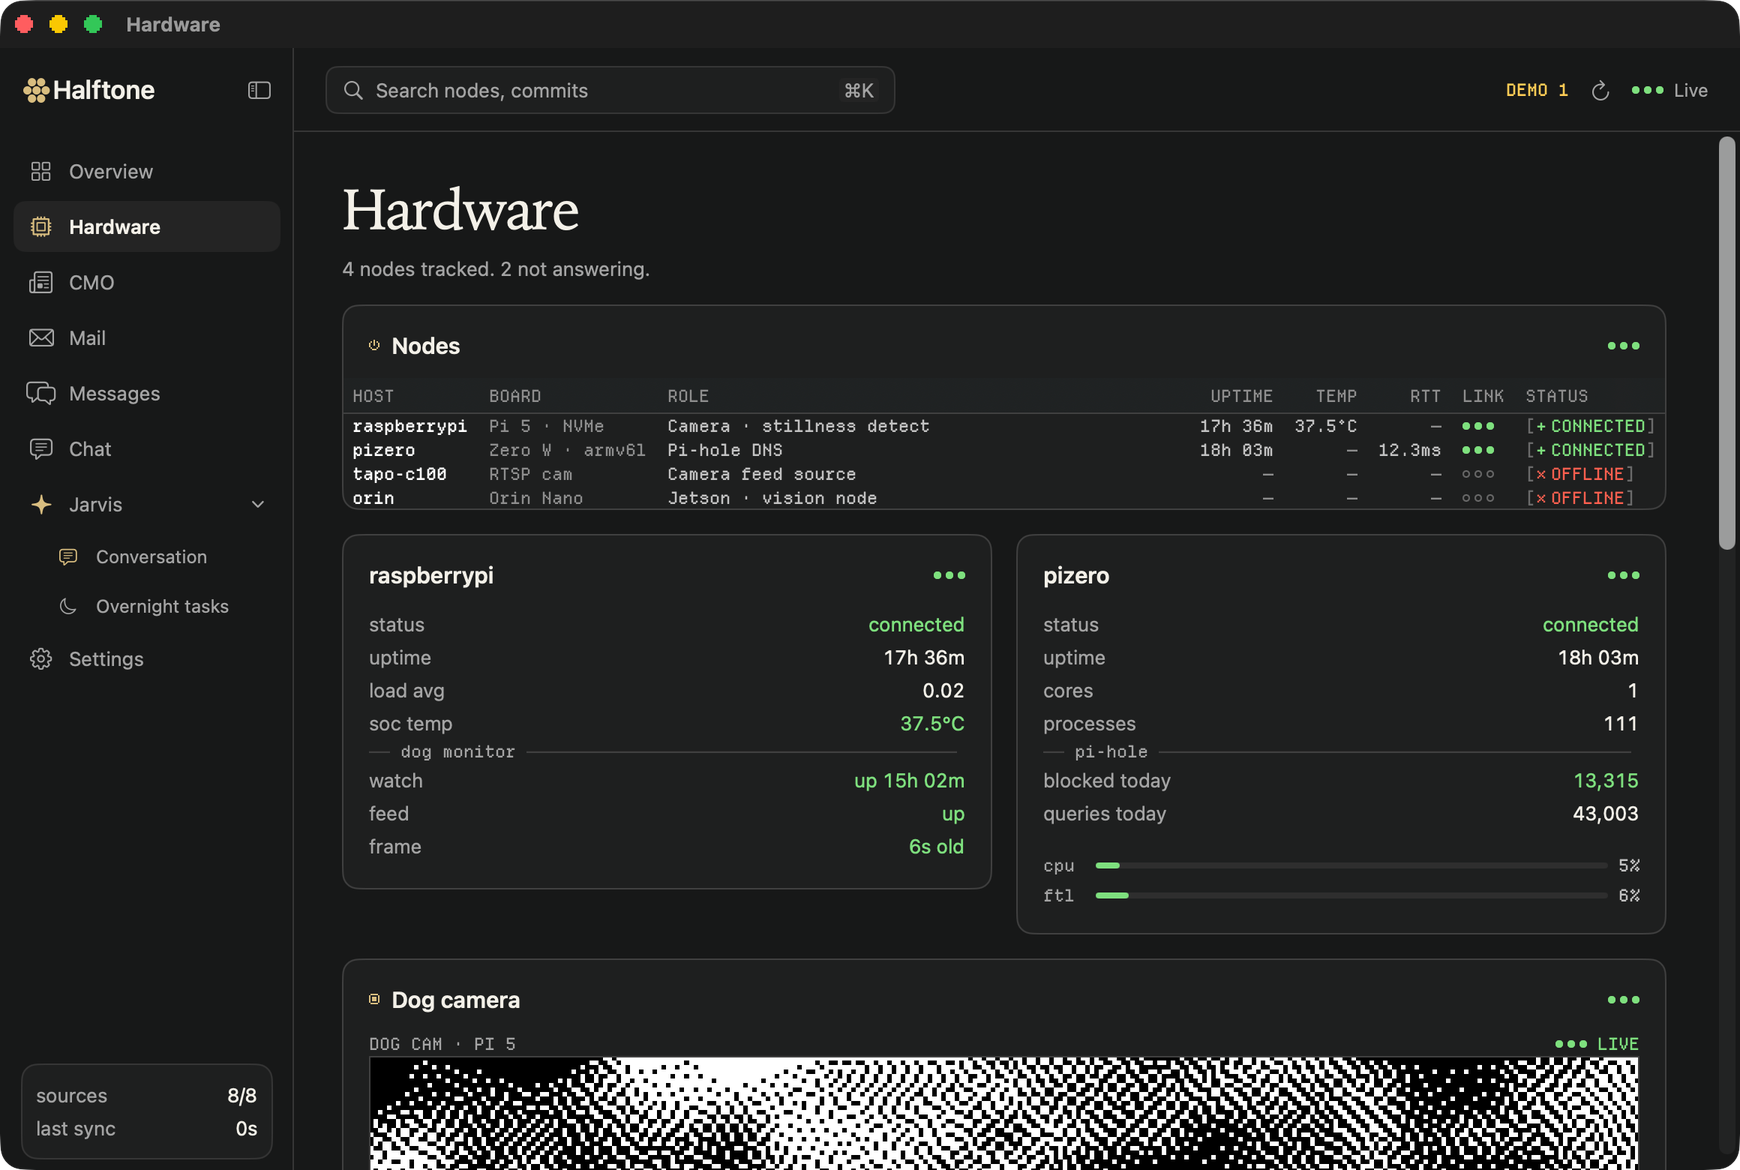 Hardware
Halftone
Search nodes, commits ⌘K
DEMO 1
Live
Overview
Hardware
CMO
Mail
Messages
Chat
Jarvis
Conversation
Overnight tasks
Settings
sources 8/8
last sync 0s
Hardware
4 nodes tracked. 2 not answering.
Nodes
HOST BOARD ROLE UPTIME TEMP RTT LINK STATUS
raspberrypi Pi 5 · NVMe Camera · stillness detect 17h 36m 37.5°C — [+ CONNECTED]
pizero Zero W · armv6l Pi-hole DNS 18h 03m — 12.3ms [+ CONNECTED]
tapo-c100 RTSP cam Camera feed source — — — [× OFFLINE]
orin Orin Nano Jetson · vision node — — — [× OFFLINE]
raspberrypi
status connected
uptime 17h 36m
load avg 0.02
soc temp 37.5°C
dog monitor
watch up 15h 02m
feed up
frame 6s old
pizero
status connected
uptime 18h 03m
cores 1
processes 111
pi-hole
blocked today 13,315
queries today 43,003
cpu 5%
ftl 6%
Dog camera
DOG CAM · PI 5 LIVE